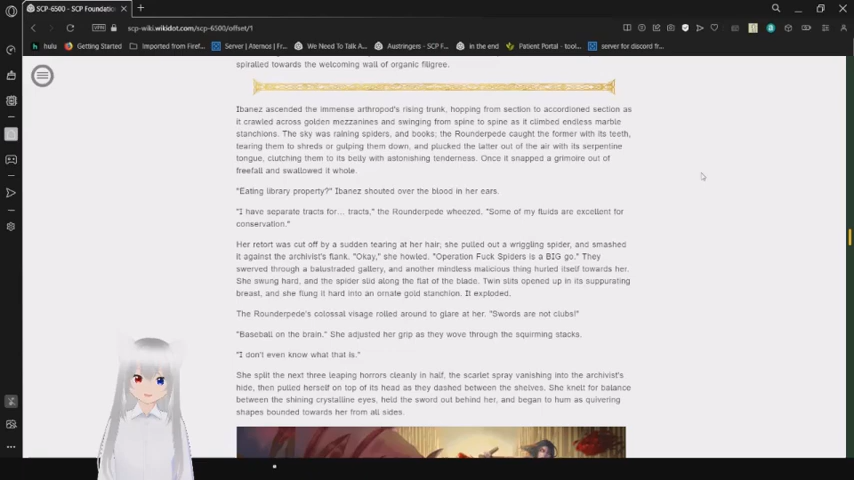 SCP-6500 - SCP Foundatio
scp-wiki.wikidot.com/scp-6500/offset/1
hulu
Getting Started
Imported from Firef...
Server | Aternos | Fr...
We Need To Talk A...
Austringers - SCP F...
in the end
Patient Portal - tool...
server for discord fr...
spiralled towards the welcoming wall of organic filigree.
Ibanez ascended the immense arthropod's rising trunk, hopping from section to accordioned section as
it crawled across golden mezzanines and swinging from spine to spine as it climbed endless marble
stanchions. The sky was raining spiders, and books; the Rounderpede caught the former with its teeth,
tearing them to shreds or gulping them down, and plucked the latter out of the air with its serpentine
tongue, clutching them to its belly with astonishing tenderness. Once it snapped a grimoire out of
freefall and swallowed it whole.
"Eating library property?" Ibanez shouted over the blood in her ears.
"I have separate tracts for... tracts," the Rounderpede wheezed. "Some of my fluids are excellent for
conservation."
Her retort was cut off by a sudden tearing at her hair; she pulled out a wriggling spider, and smashed
it against the archivist's flank. "Okay," she howled. "Operation Fuck Spiders is a BIG go." They
swerved through a balustraded gallery, and another mindless malicious thing hurled itself towards her.
She swung hard, and the spider slid along the flat of the blade. Twin slits opened up in its suppurating
breast, and she flung it hard into an ornate gold stanchion. It exploded.
The Rounderpede's colossal visage rolled around to glare at her. "Swords are not clubs!"
"Baseball on the brain." She adjusted her grip as they wove through the squirming stacks.
"I don't even know what that is."
She split the next three leaping horrors cleanly in half, the scarlet spray vanishing into the archivist's
hide, then pulled herself on top of its head as they dashed between the shelves. She knelt for balance
between the shining crystalline eyes, held the sword out behind her, and began to hum as quivering
shapes bounded towards her from all sides.